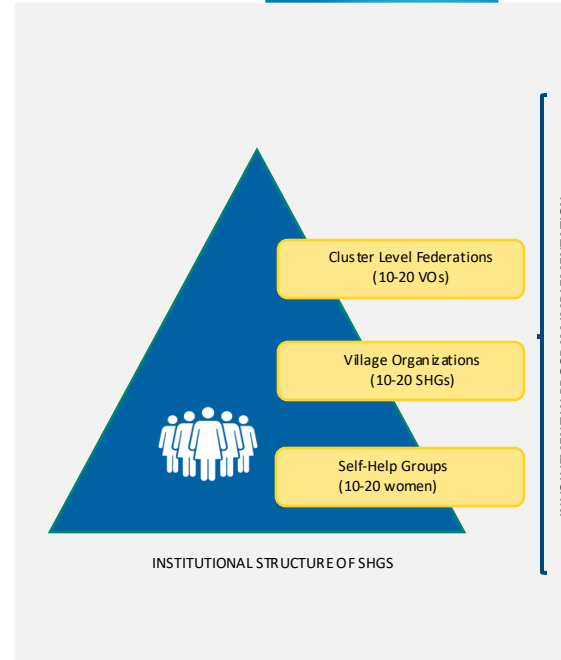 Cluster Level Federations
(10-20 VOs)
Village Organizations
(10-20 SHGs)
Self-Help Groups
(10-20 women)
INSTITUTIONAL STRUCTURE OF SHGS